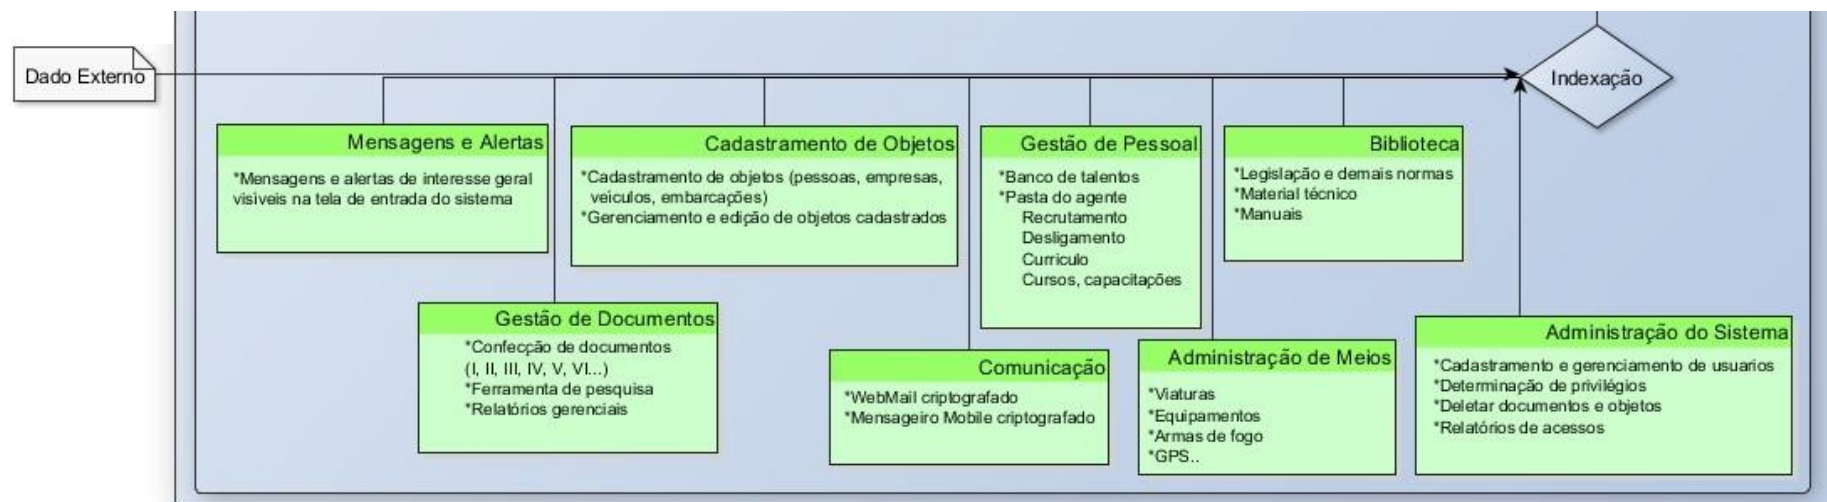 Dado Externo
Indexação
Mensagens e Alertas
*Mensagens e alertas de interesse geral
visíveis na tela de entrada do sistema
Cadastramento de Objetos
*Cadastramento de objetos (pessoas, empresas,
veiculos, embarcações)
*Gerenciamento e edição de objetos cadastrados
Gestão de Pessoal
*Banco de talentos
*Pasta do agente
Recrutamento
Desligamento
Curriculo
Cursos, capacitações
Biblioteca
*Legislação e demais normas
*Material técnico
*Manuais
Gestão de Documentos
*Confecção de documentos
(I, II, III, IV, V, VI...)
*Ferramenta de pesquisa
*Relatórios gerenciais
Comunicação
*WebMail criptografado
*Mensageiro Mobile criptografado
Administração de Meios
*Viaturas
*Equipamentos
*Armas de fogo
*GPS..
Administração do Sistema
*Cadastramento e gerenciamento de usuarios
*Determinação de privilégios
*Deletar documentos e objetos
*Relatórios de acessos